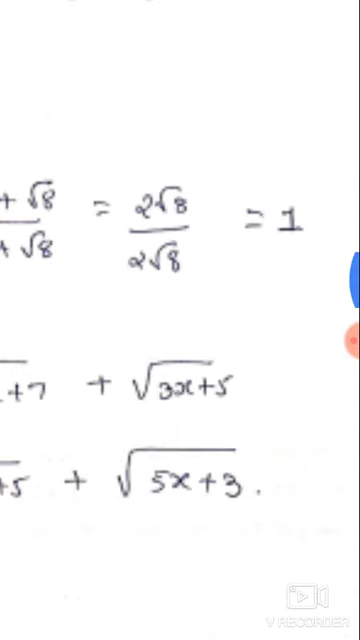 + √8 / + √8 = 2√8 / 2√8 = 1
+7 + √3x+5
+5 + √5x+3.
V RECORDER